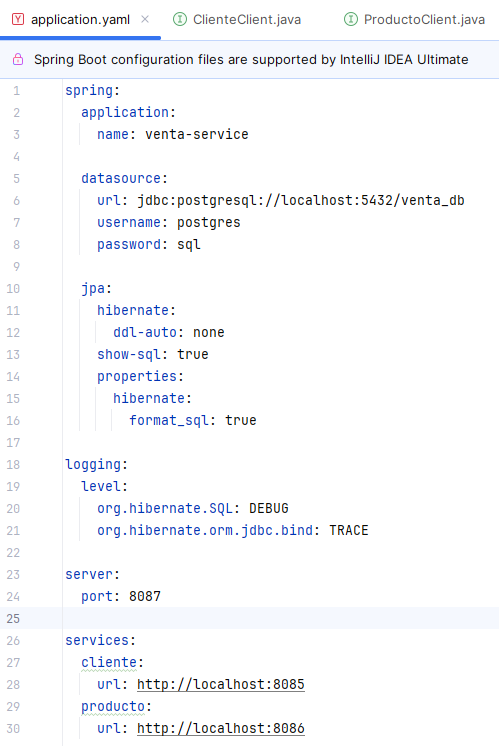 application.yaml ClienteClient.java ProductoClient.java
Spring Boot configuration files are supported by IntelliJ IDEA Ultimate
1 spring:
2   application:
3     name: venta-service
4
5   datasource:
6     url: jdbc:postgresql://localhost:5432/venta_db
7     username: postgres
8     password: sql
9
10   jpa:
11     hibernate:
12       ddl-auto: none
13     show-sql: true
14     properties:
15       hibernate:
16         format_sql: true
17
18 logging:
19   level:
20     org.hibernate.SQL: DEBUG
21     org.hibernate.orm.jdbc.bind: TRACE
22
23 server:
24   port: 8087
25
26 services:
27   cliente:
28     url: http://localhost:8085
29   producto:
30     url: http://localhost:8086